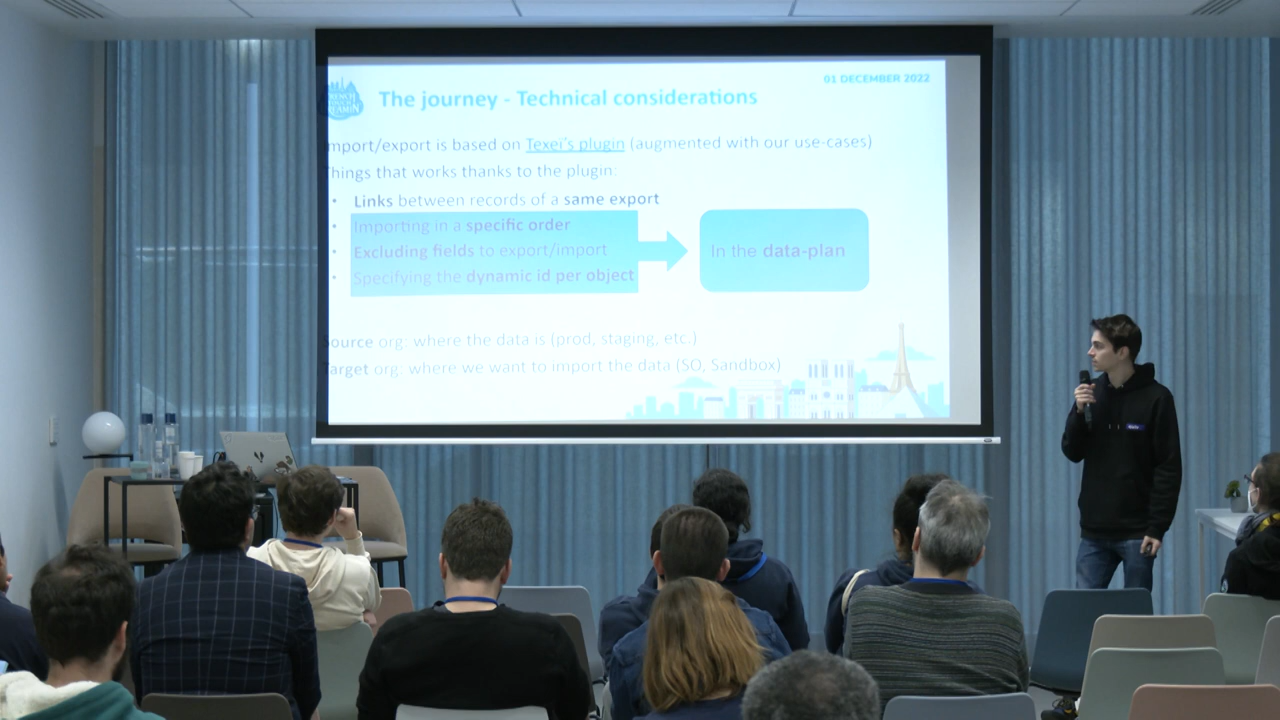 01 DECEMBER 2022
The journey - Technical considerations
mport/export is based on Texei's plugin (augmented with our use-cases)
Things that works thanks to the plugin:
• Links between records of a same export
• Importing in a specific order
• Excluding fields to export/import
• Specifying the dynamic id per object
In the data-plan
Source org: where the data is (prod, staging, etc.)
Target org: where we want to import the data (SO, Sandbox)